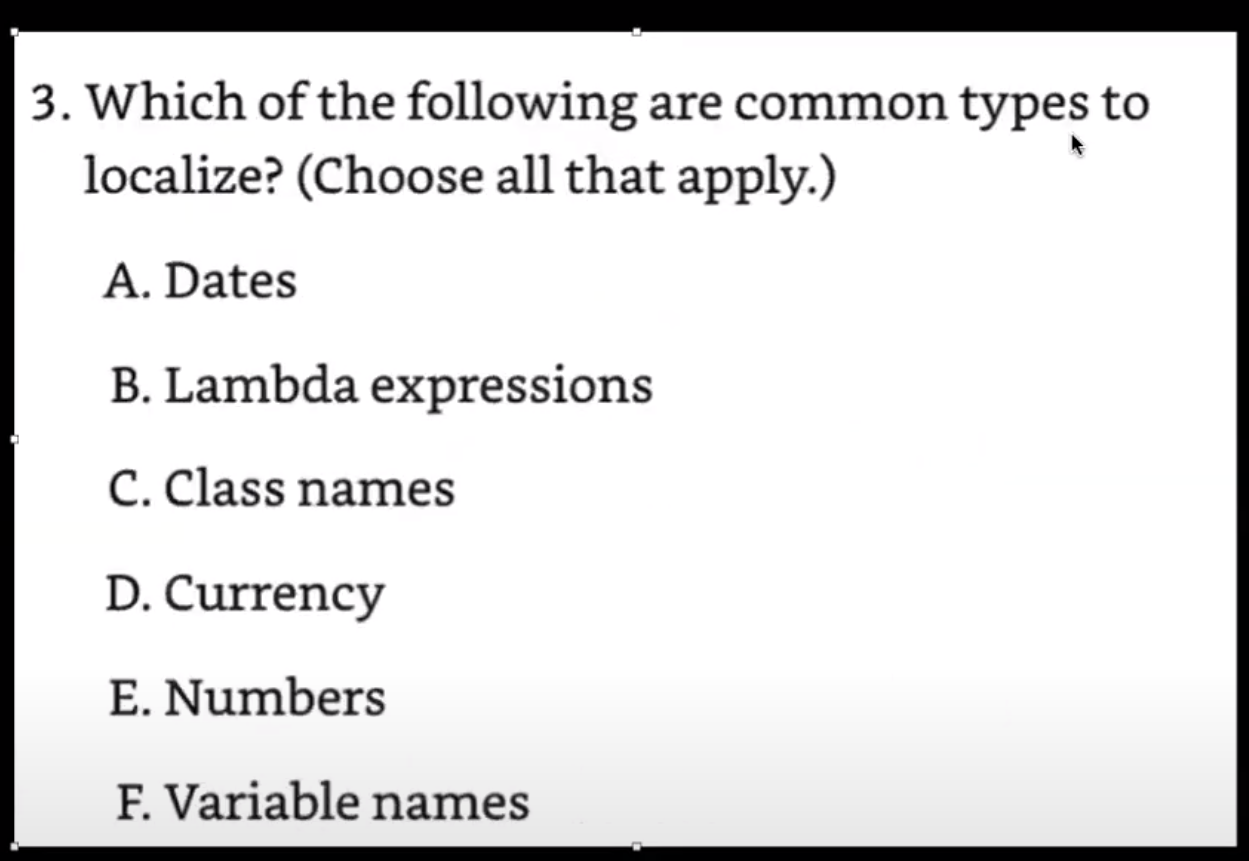 3. Which of the following are common types to
localize? (Choose all that apply.)
A. Dates
B. Lambda expressions
C. Class names
D. Currency
E. Numbers
F. Variable names